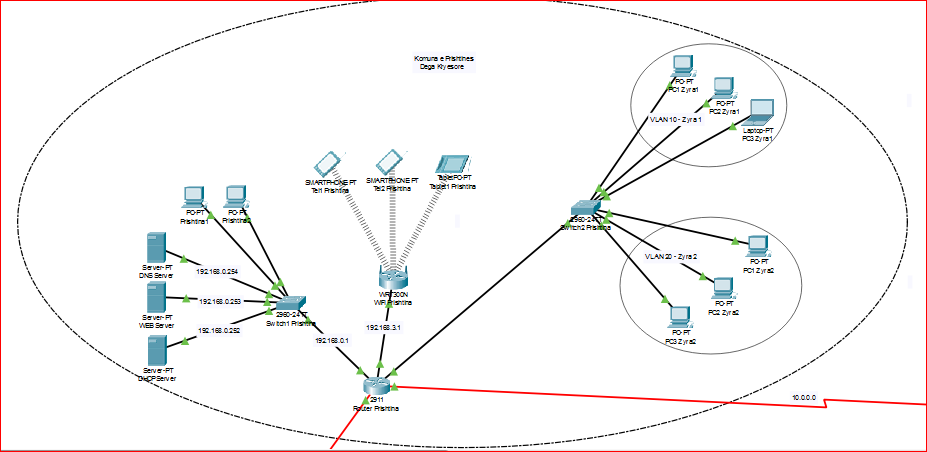 Komuna e Prishtines
Dega Kryesore
PC-PT
PC1 Zyra1
PC-PT
PC2 Zyra1
VLAN 10 - Zyra 1
Laptop-PT
PC3 Zyra1
SMARTPHONE-PT
Tel1 Prishtina
SMARTPHONE-PT
Tel2 Prishtina
TabletPC-PT
Tablet1 Prishtina
PC-PT
Prishtina1
PC-PT
Prishtina2
2960-24TT
Switch2 Prishtina
VLAN 20 - Zyra 2
PC-PT
PC1 Zyra2
PC-PT
PC2 Zyra2
PC-PT
PC3 Zyra2
Server-PT
DNS Server
192.168.0.254
Server-PT
WEB Server
192.168.0.253
2960-24TT
Switch1 Prishtina
WRT300N
WiFi Prishtina
192.168.3.1
192.168.0.252
192.168.0.1
Server-PT
DHCP Server
2911
Router Prishtina
10.0.0.0